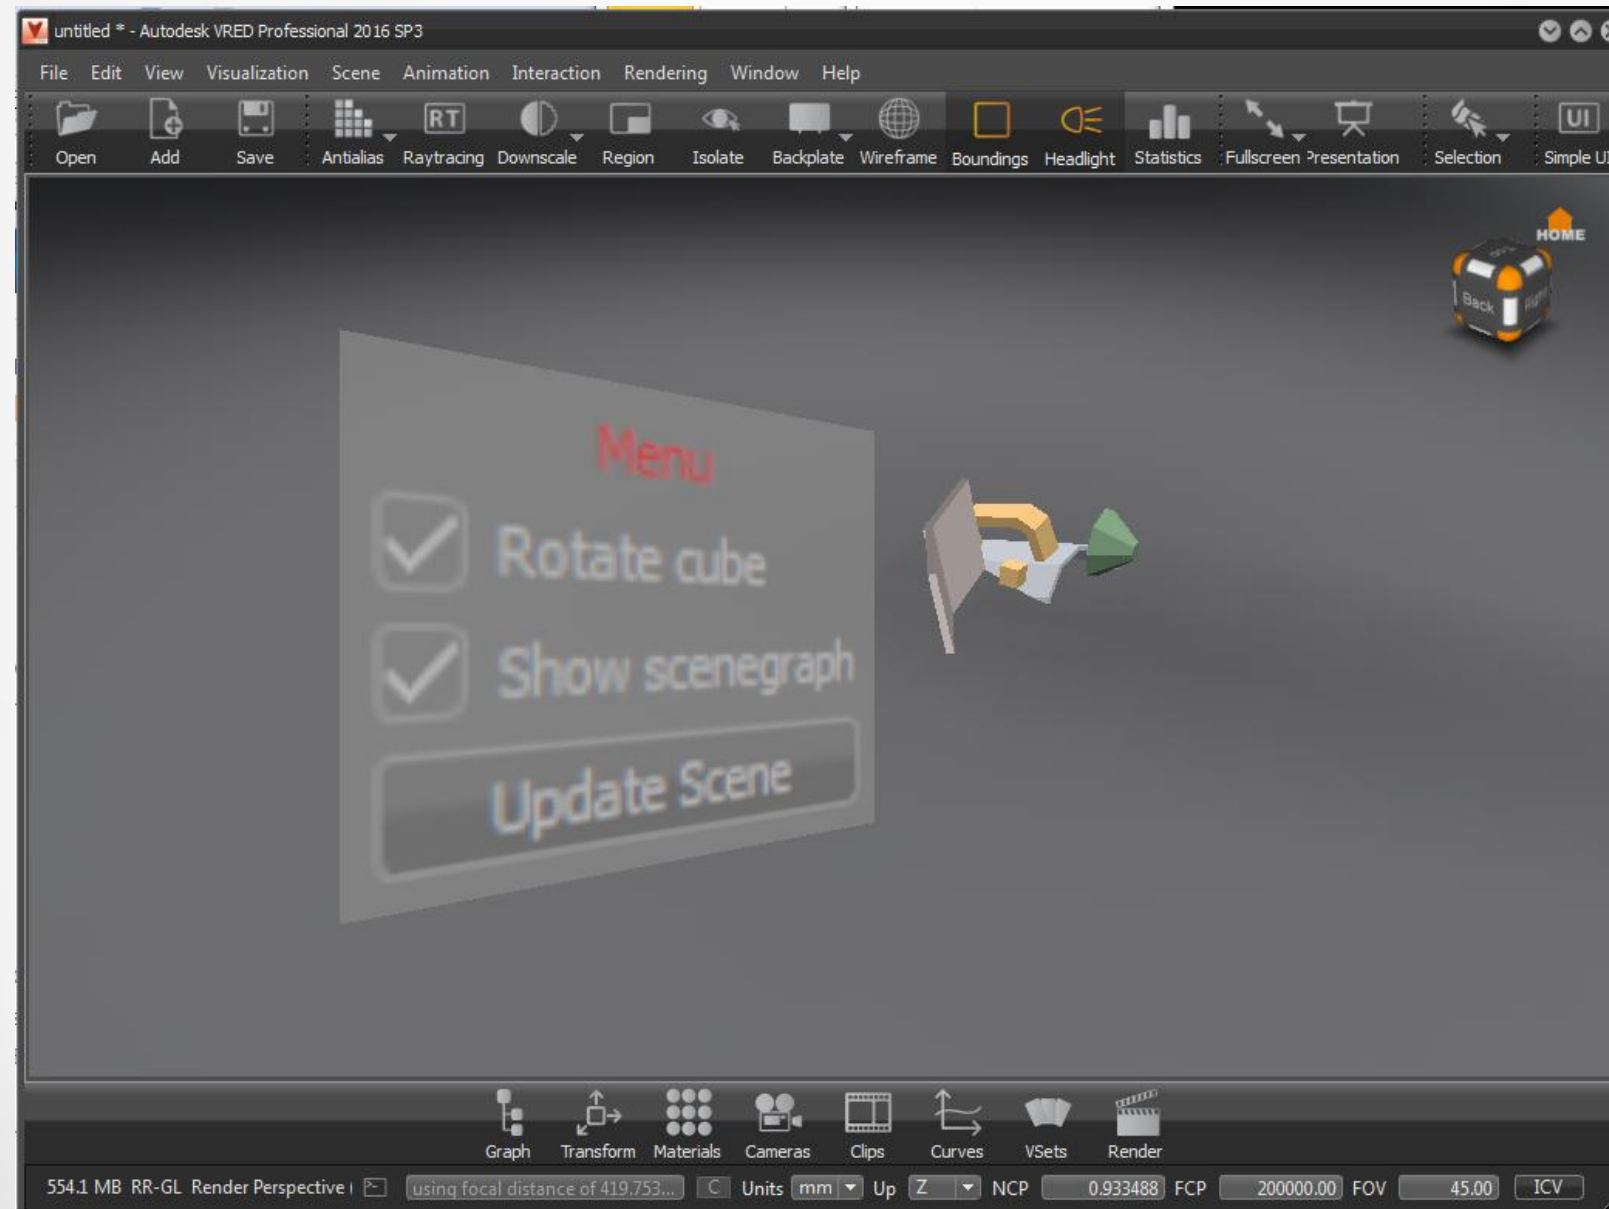 untitled * - Autodesk VRED Professional 2016 SP3
File Edit View Visualization Scene Animation Interaction Rendering Window Help
RT UI
Open Add Save Antialias Raytracing Downscale Region Isolate Backplate Wireframe Boundings Headlight Statistics Fullscreen Presentation Selection Simple UI
HOME
Back Right
Menu
Rotate cube
Show scenegraph
Update Scene
Graph Transform Materials Cameras Clips Curves VSets Render
554.1 MB RR-GL Render Perspective ( using focal distance of 419.753... C Units mm Up Z NCP 0.933488 FCP 200000.00 FOV 45.00 ICV